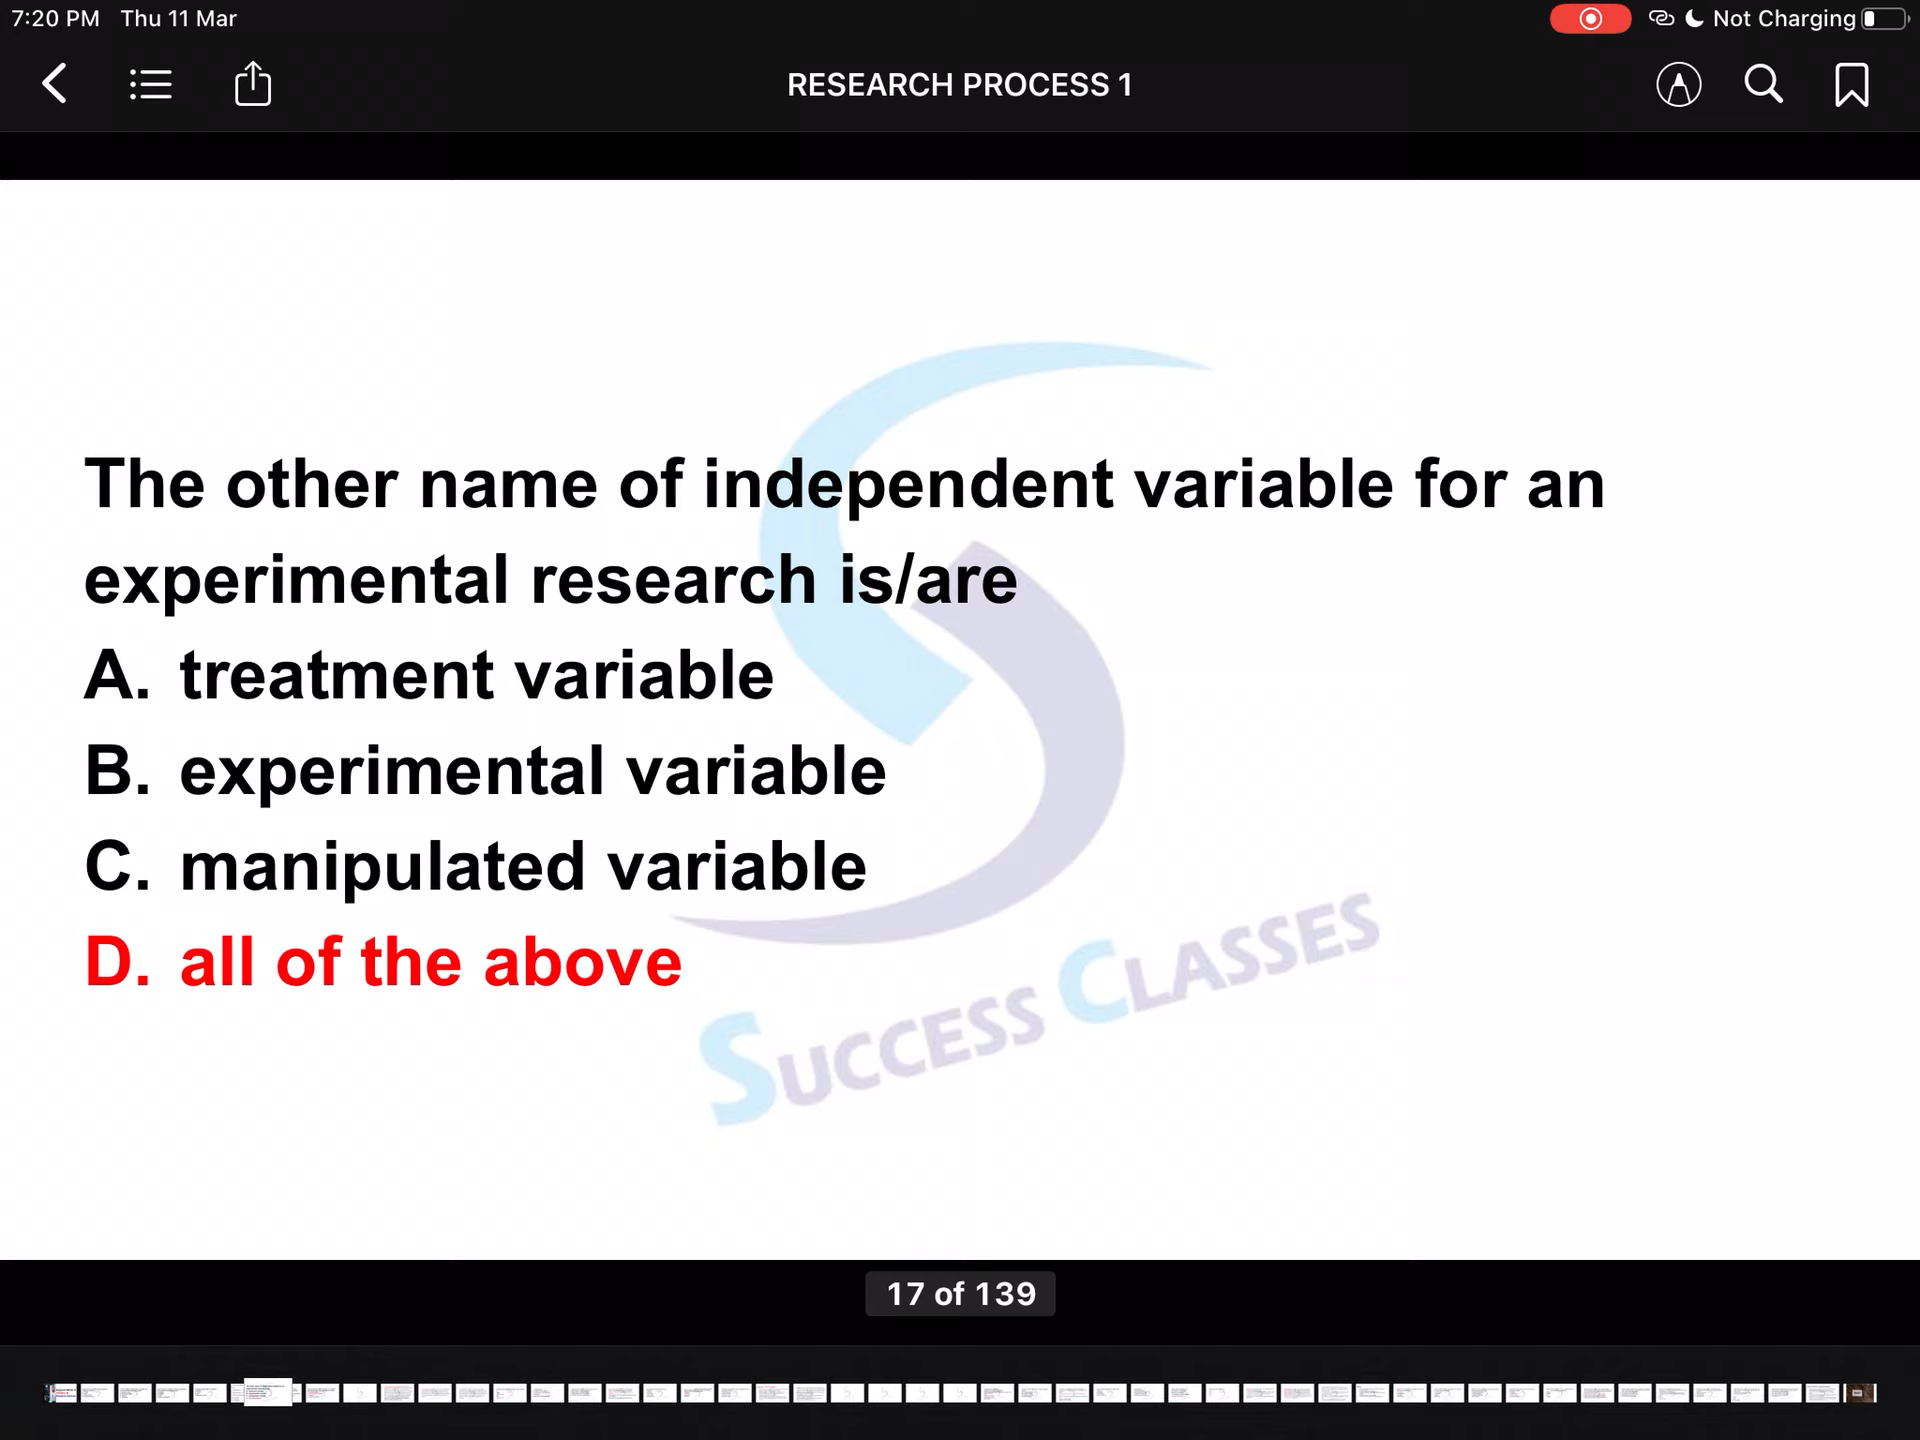 7:20 PM Thu 11 Mar
Not Charging
RESEARCH PROCESS 1
The other name of independent variable for an
experimental research is/are
A. treatment variable
B. experimental variable
C. manipulated variable
D. all of the above
SUCCESS CLASSES
17 of 139